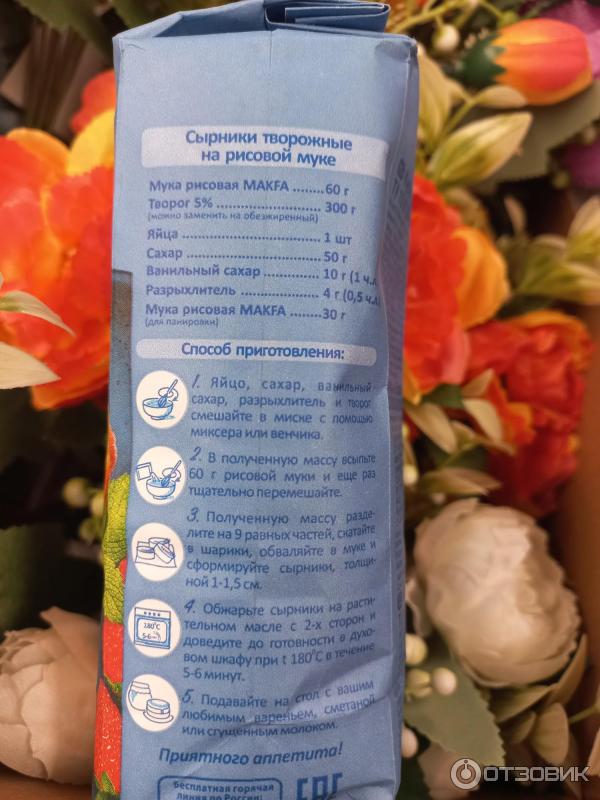 Сырники творожные
на рисовой муке
Мука рисовая MAKFA ........60 г
Творог 5% ..................... 300 г
(можно заменить на обезжиренный)
Яйца ............................... 1 шт
Сахар .............................. 50 г
Ванильный сахар ............ 10 г (1 ч.л
Разрыхлитель .................. 4 г (0,5 ч.л
Мука рисовая MAKFA ........30 г
(для панировки)
Способ приготовления:
1. Яйцо, сахар, ванильный
сахар, разрыхлитель и творог
смешайте в миске с помощью
миксера или венчика.
2. В полученную массу всыпьте
60 г рисовой муки и еще раз
тщательно перемешайте.
3. Полученную массу разде-
лите на 9 равных частей, скатайте
в шарики, обваляйте в муке и
сформируйте сырники, толщи-
ной 1-1,5 см.
180°C
5-6
4. Обжарьте сырники на расти-
тельном масле с 2-х сторон и
доведите до готовности в духо-
вом шкафу при t 180°C в течение
5-6 минут.
5. Подавайте на стол с вашим
любимым вареньем, сметаной
или сгущенным молоком.
Приятного аппетита!
Бесплатная горячая
линия по России:
EAC
ОТЗОВИК